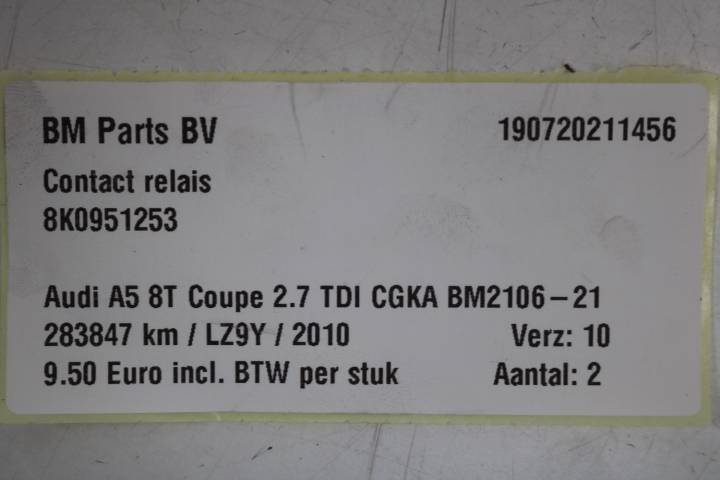 BM Parts BV 190720211456
Contact relais
8K0951253
Audi A5 8T Coupe 2.7 TDI CGKA BM2106-21
283847 km / LZ9Y / 2010 Verz: 10
9.50 Euro incl. BTW per stuk Aantal: 2